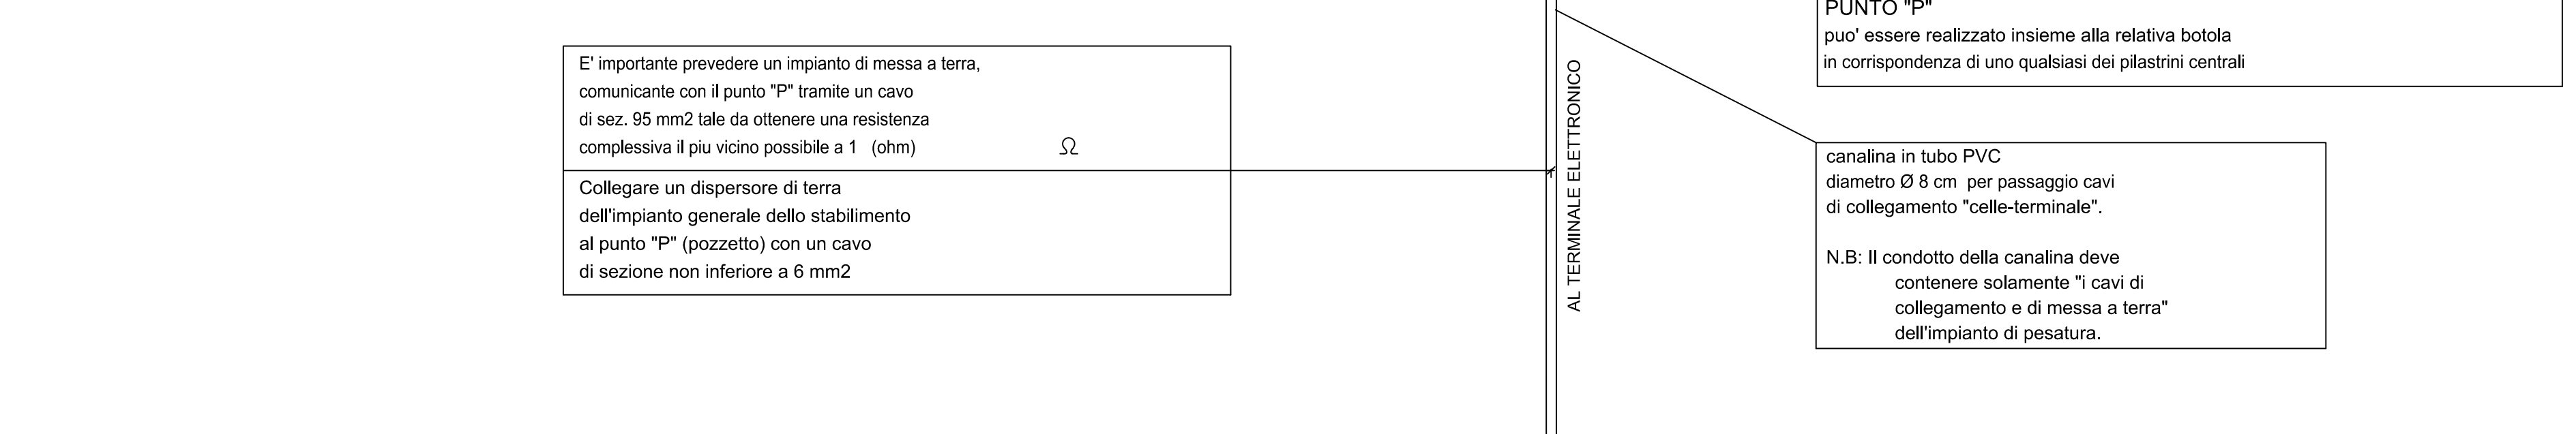 E' importante prevedere un impianto di messa a terra,
comunicante con il punto "P" tramite un cavo
di sez. 95 mm2 tale da ottenere una resistenza
complessiva il piu vicino possibile a 1   (ohm) Ω
Collegare un dispersore di terra
dell'impianto generale dello stabilimento
al punto "P" (pozzetto) con un cavo
di sezione non inferiore a 6 mm2
AL TERMINALE ELETTRONICO
PUNTO "P"
puo' essere realizzato insieme alla relativa botola
in corrispondenza di uno qualsiasi dei pilastrini centrali
canalina in tubo PVC
diametro Ø 8 cm  per passaggio cavi
di collegamento "celle-terminale".
N.B: Il condotto della canalina deve
contenere solamente "i cavi di
collegamento e di messa a terra"
dell'impianto di pesatura.